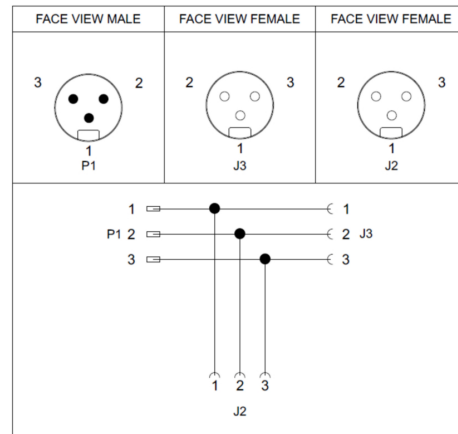 FACE VIEW MALE FACE VIEW FEMALE FACE VIEW FEMALE
3 2 2 3 2 3
1 1 1
P1 J3 J2
1 1
P1 2 2 J3
3 3
1 2 3
J2